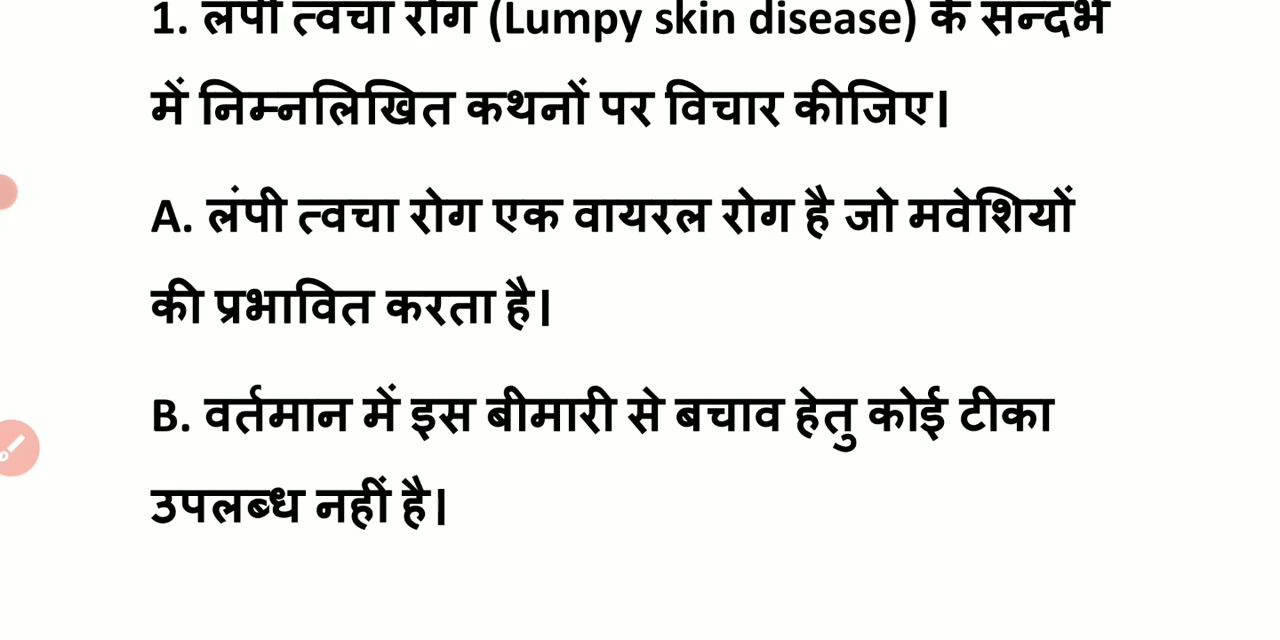 1. लंपी त्वचा रोग (Lumpy skin disease) के सन्दर्भ
में निम्नलिखित कथनों पर विचार कीजिए।
A. लंपी त्वचा रोग एक वायरल रोग है जो मवेशियों
की प्रभावित करता है।
B. वर्तमान में इस बीमारी से बचाव हेतु कोई टीका
उपलब्ध नहीं है।